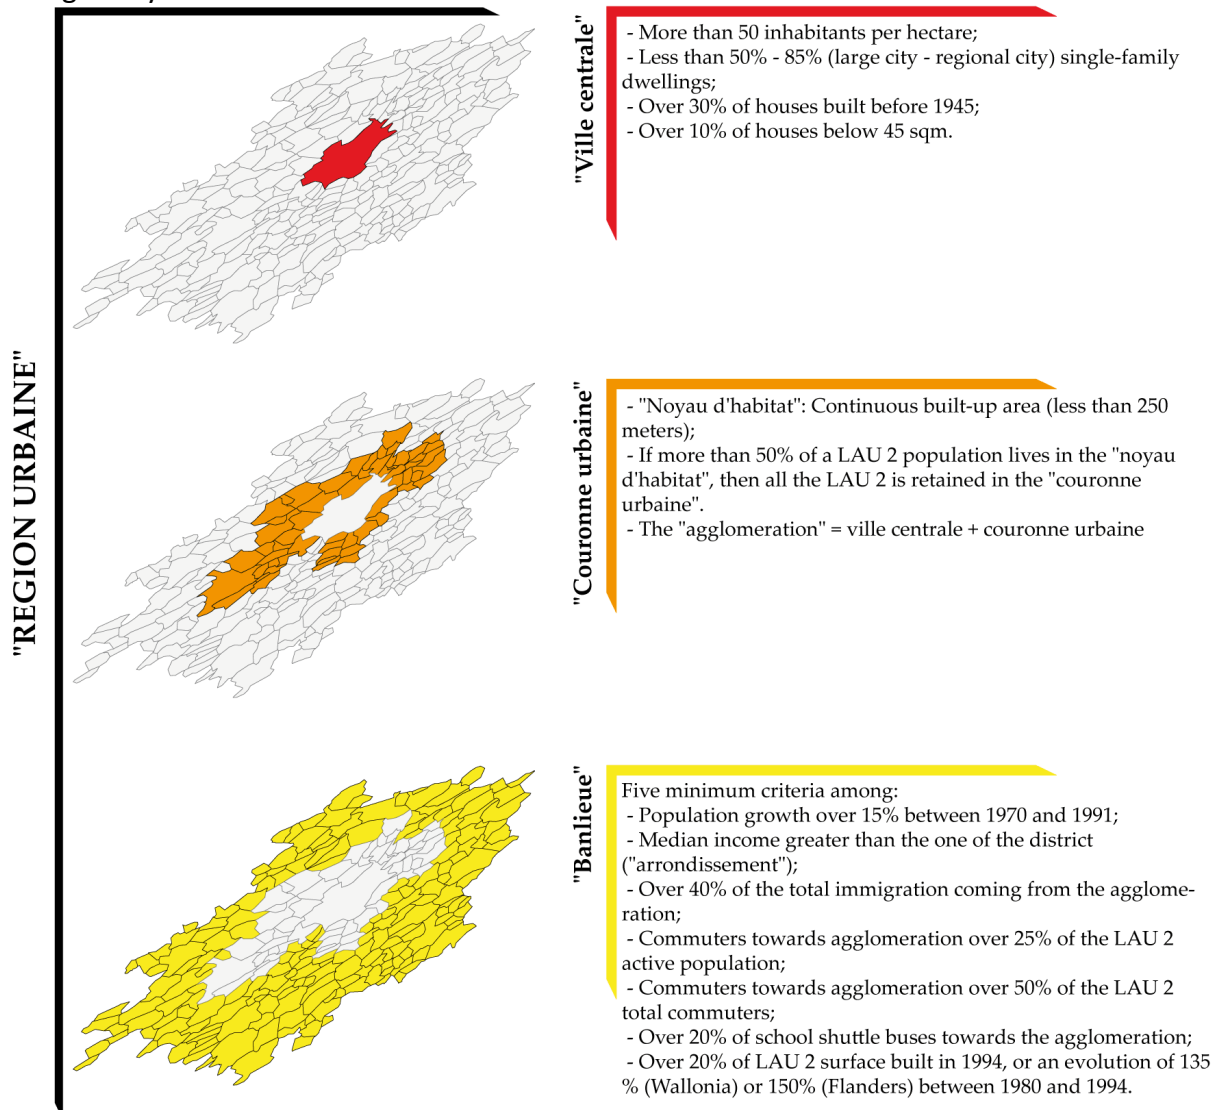 "REGION URBAINE"
"Ville centrale"
- More than 50 inhabitants per hectare;
- Less than 50% - 85% (large city - regional city) single-family
dwellings;
- Over 30% of houses built before 1945;
- Over 10% of houses below 45 sqm.
"Couronne urbaine"
- "Noyau d'habitat": Continuous built-up area (less than 250
meters);
- If more than 50% of a LAU 2 population lives in the "noyau
d'habitat", then all the LAU 2 is retained in the "couronne
urbaine".
- The "agglomeration" = ville centrale + couronne urbaine
"Banlieue"
Five minimum criteria among:
- Population growth over 15% between 1970 and 1991;
- Median income greater than the one of the district
("arrondissement");
- Over 40% of the total immigration coming from the agglome-
ration;
- Commuters towards agglomeration over 25% of the LAU 2
active population;
- Commuters towards agglomeration over 50% of the LAU 2
total commuters;
- Over 20% of school shuttle buses towards the agglomeration;
- Over 20% of LAU 2 surface built in 1994, or an evolution of 135
% (Wallonia) or 150% (Flanders) between 1980 and 1994.